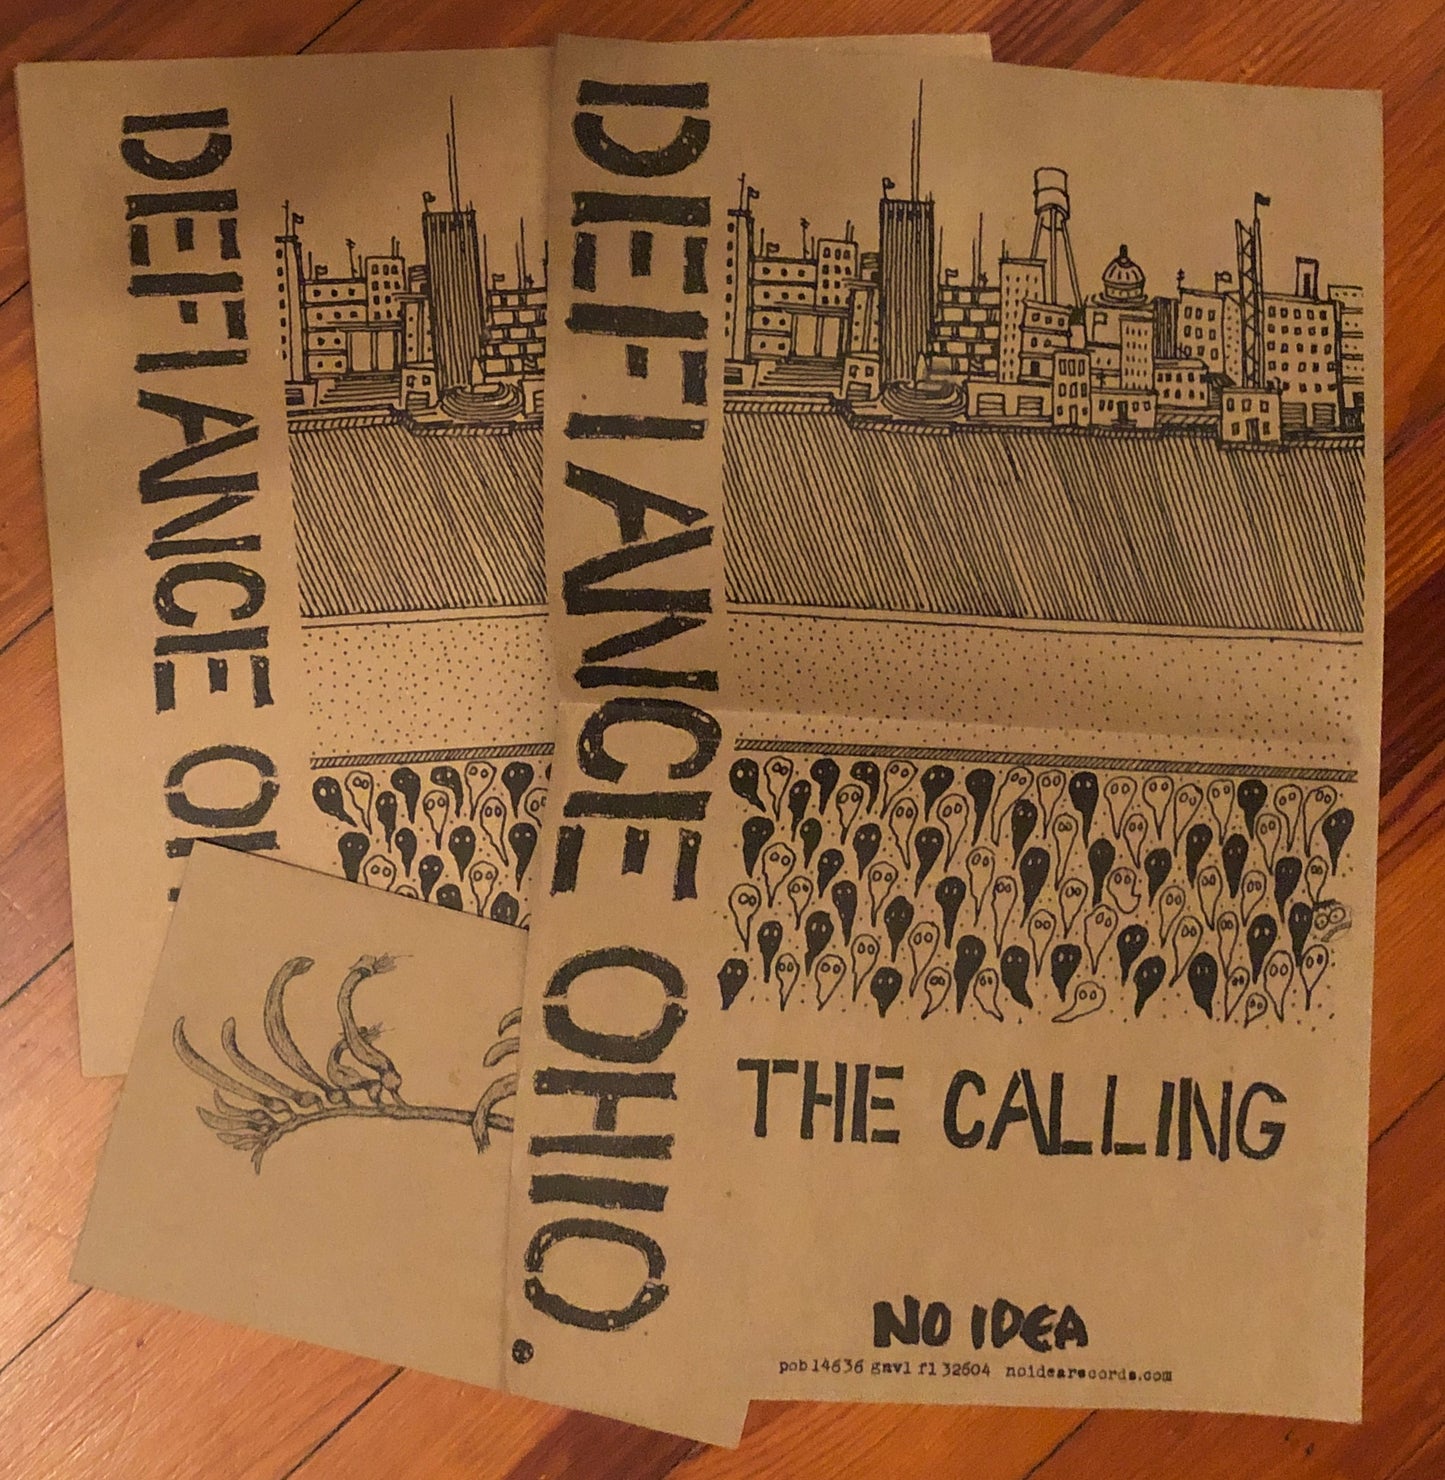 DEFIANCE OH
DEFIANCE OHIO.
THE CALLING
NO IDEA
pob 14636 gnvl fl 32604 noidearecords.com